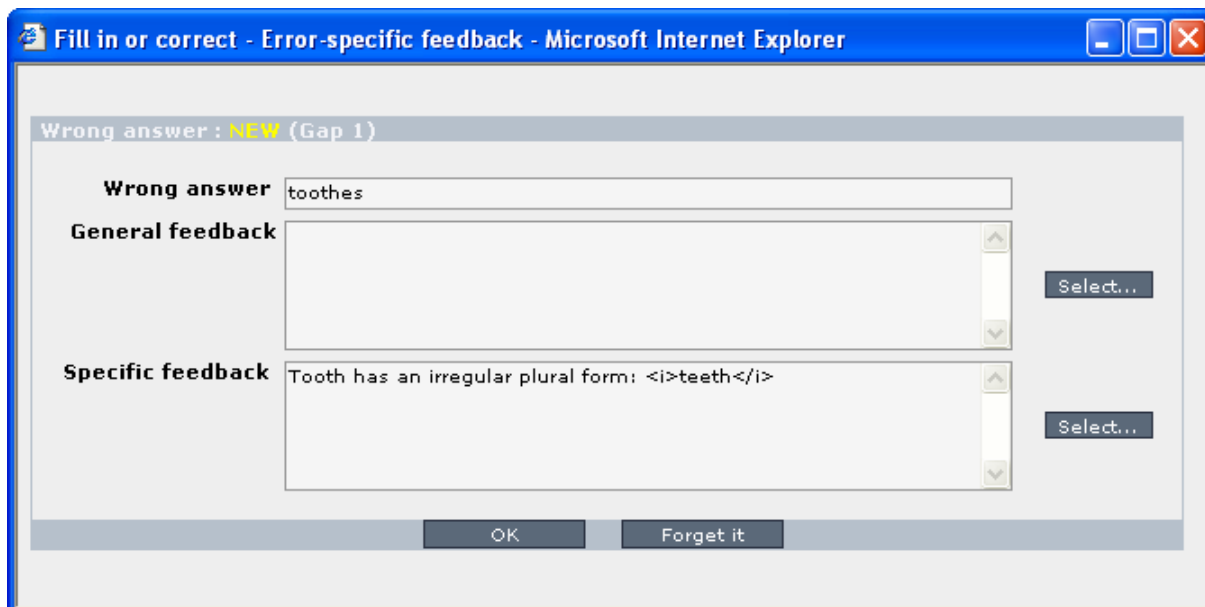 Fill in or correct - Error-specific feedback - Microsoft Internet Explorer
Wrong answer : NEW (Gap 1)
Wrong answer toothes
General feedback
Select...
Specific feedback Tooth has an irregular plural form: <i>teeth</i>
Select...
OK Forget it